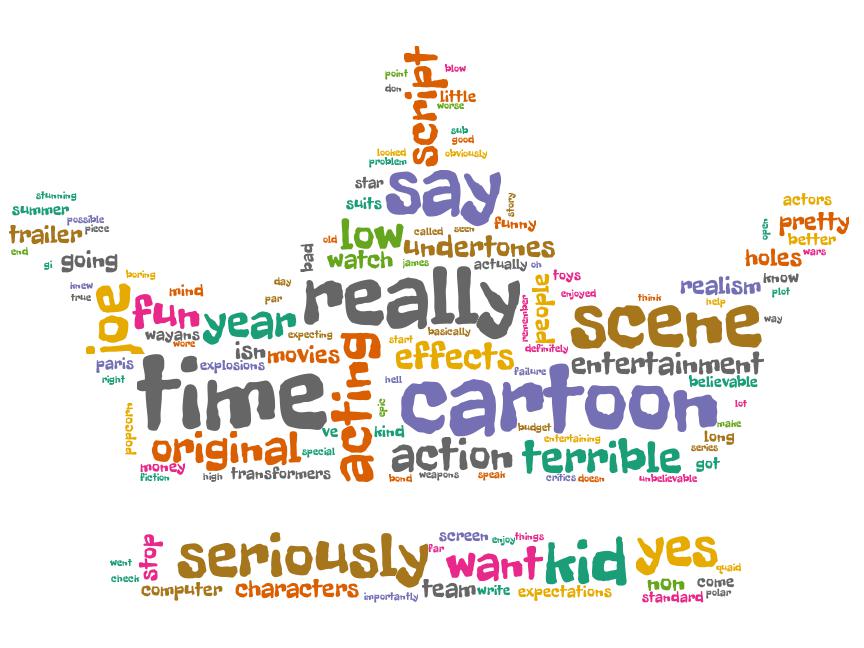 script
point
blow
don
little
worse
sub
good
looked
obviously
problem
star
say
suits
story
stunning
summer
possible
trailer
piece
end
gi
going
bad
old
low
called
seen
funny
undertones
watch
james
actually
oh
actors
open
pretty
better
wars
holes
knew
boring
true
mind
day
par
really
remember
people
toys
enjoyed
think
realism
know
plot
help
joe
fun
year
wayans
wore
expecting
basically
definitely
scene
way
paris
right
explosions
isn
movies
acting
start
effects
failure
entertainment
believable
hell
time
epic
cartoon
lot
popcorn
original
special
ve
kind
budget
entertaining
make
long
series
money
fiction
high
transformers
action
bond
weapons
speak
terrible
critics
doesn
unbelievable
got
went
check
stop
seriously
far
screen
enjoy
things
want
kid
yes
quaid
computer
characters
importantly
team
write
expectations
non
come
standard
polar